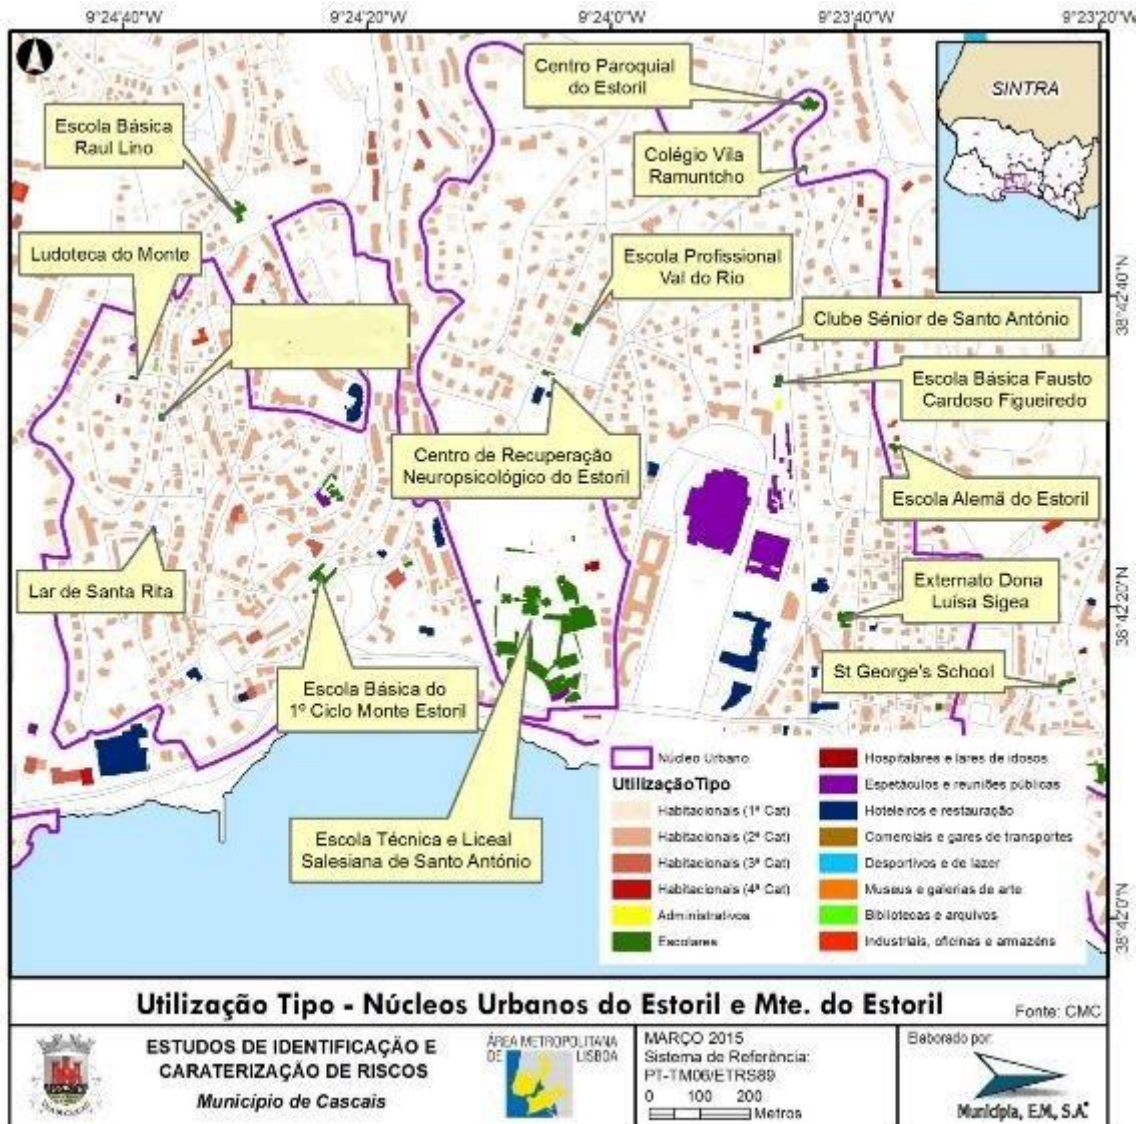 9°24'40"W
9°24'20"W
9°24'0"W
9°23'40"W
9°23'20"W
Centro Paroquial
do Estoril
SINTRA
Escola Básica
Raul Lino
Colégio Vila
Ramuntcho
Ludoteca do Monte
Escola Profissional
Val do Rio
38°42'40"N
Clube Sénior de Santo António
Escola Básica Fausto
Cardoso Figueiredo
Centro de Recuperação
Neuropsicológico do Estoril
Escola Alemã do Estoril
Lar de Santa Rita
Externato Dona
Luísa Sigea
38°42'20"N
St George's School
Escola Básica do
1º Ciclo Monte Estoril
Escola Técnica e Liceal
Salesiana de Santo António
Núcleo Urbano
UtilizaçãoTipo
Habitacionais (1ª Cat)
Habitacionais (2ª Cat)
Habitacionais (3ª Cat)
Habitacionais (4ª Cat)
Administrativos
Escolares
Hospitalares e lares de idosos
Espetáculos e reuniões públicas
Hoteleiros e restauração
Comerciais e gares de transportes
Desportivos e de lazer
Museus e galerias de arte
Bibliotecas e arquivos
Industriais, oficinas e armazéns
38°42'0"N
Utilização Tipo - Núcleos Urbanos do Estoril e Mte. do Estoril
Fonte: CMC
ESTUDOS DE IDENTIFICAÇÃO E
CARATERIZAÇÃO DE RISCOS
Município de Cascais
ÁREA METROPOLITANA
DE LISBOA
MARÇO 2015
Sistema de Referência:
PT-TM06/ETRS89
0 100 200
Metros
Elaborado por:
Municípia, E.M., S.A.